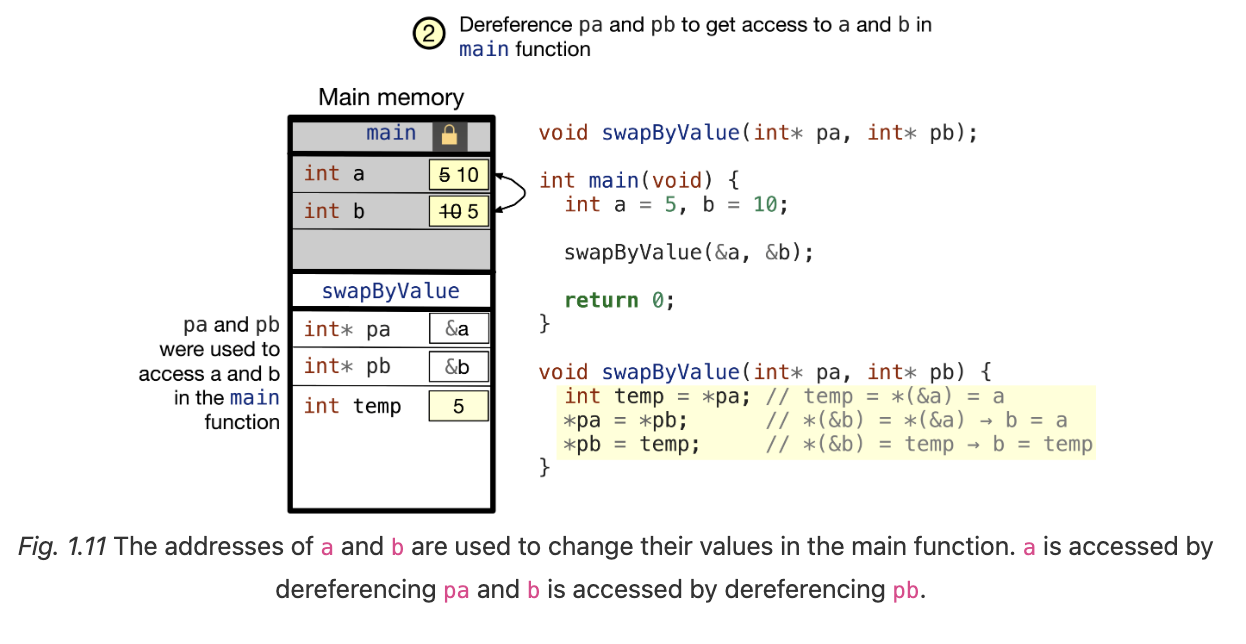 2 Dereference pa and pb to get access to a and b in
main function
Main memory
main
int a 5 10
int b 10 5
swapByValue
int* pa &a
int* pb &b
int temp 5
pa and pb
were used to
access a and b
in the main
function
void swapByValue(int* pa, int* pb);
int main(void) {
int a = 5, b = 10;
swapByValue(&a, &b);
return 0;
}
void swapByValue(int* pa, int* pb) {
int temp = *pa; // temp = *(&a) = a
*pa = *pb; // *(&b) = *(&a) → b = a
*pb = temp; // *(&b) = temp → b = temp
}
Fig. 1.11 The addresses of a and b are used to change their values in the main function. a is accessed by
dereferencing pa and b is accessed by dereferencing pb.